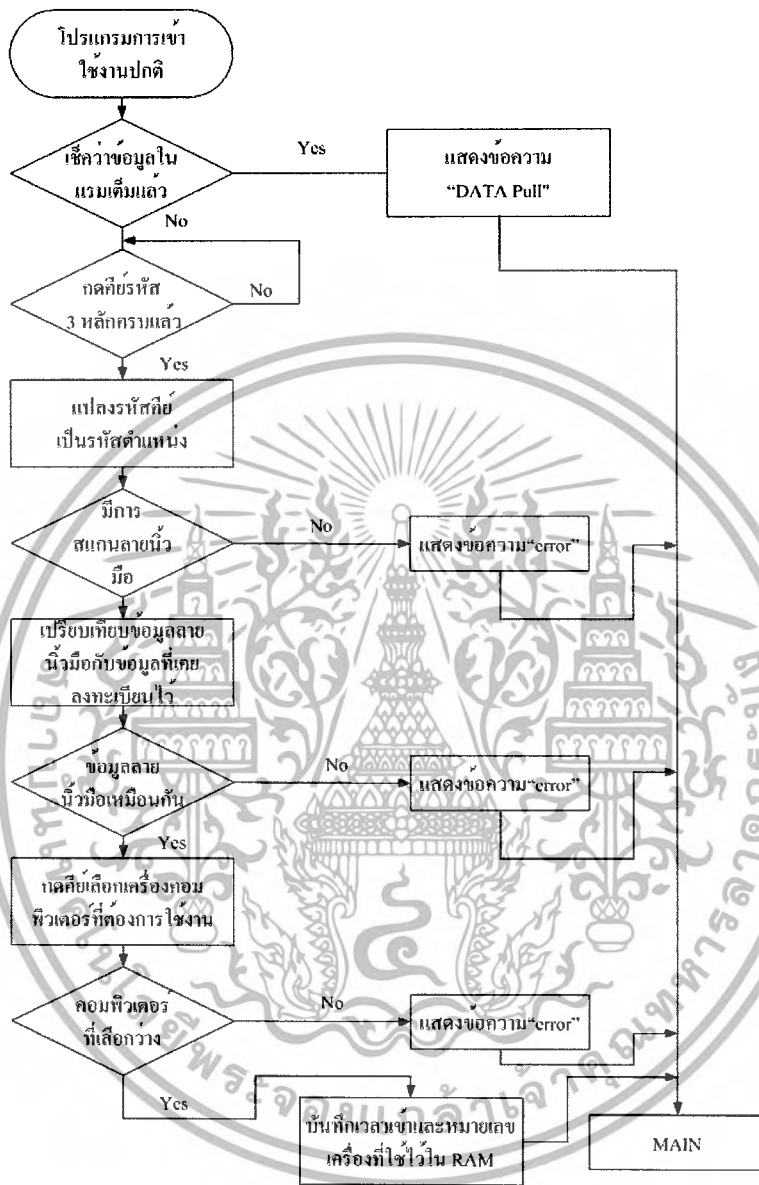 โปรแกรมการเข้า
ใช้งานปกติ
เช็คว่าข้อมูลใน
แรมเต็มแล้ว
Yes
แสดงข้อความ
“DATA Pull”
No
กดคีย์รหัส
3 หลักครบแล้ว
No
Yes
แปลงรหัสคีย์
เป็นรหัสตำแหน่ง
มีการ
สแกนลายนิ้ว
มือ
No
แสดงข้อความ“error”
เปรียบเทียบข้อมูลลาย
นิ้วมือกับข้อมูลที่เคย
ลงทะเบียนไว้
ข้อมูลลาย
นิ้วมือเหมือนกัน
No
แสดงข้อความ“error”
Yes
กดคีย์เลือกเครื่องคอม
พิวเตอร์ที่ต้องการใช้งาน
คอมพิวเตอร์
ที่เลือกว่าง
No
แสดงข้อความ“error”
Yes
บันทึกเวลาเข้าและหมายเลข
เครื่องที่ใช้ไว้ใน RAM
MAIN